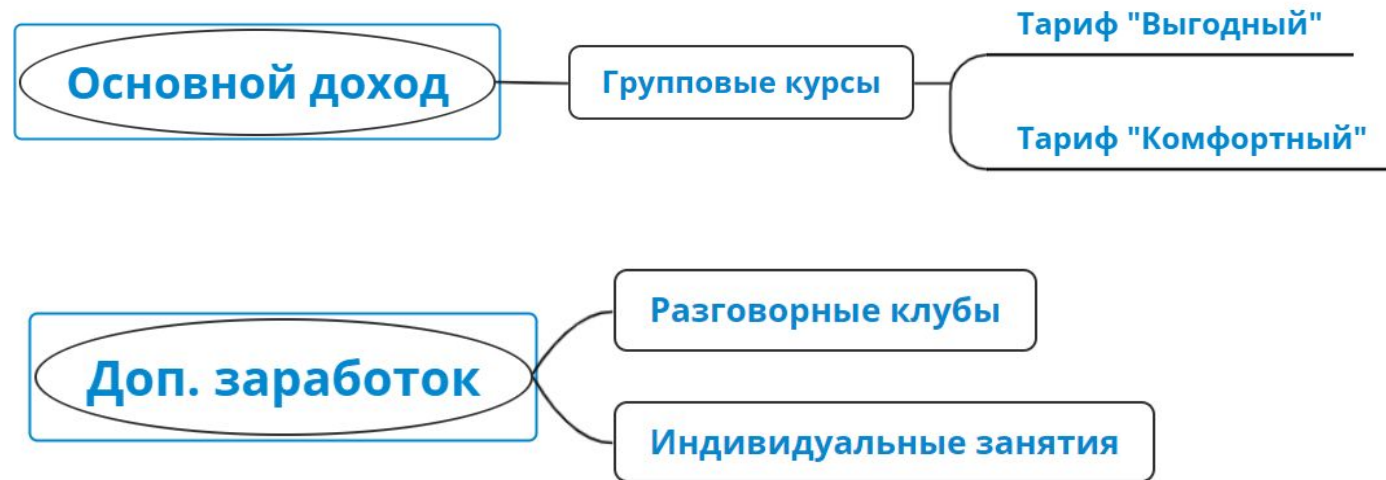 Основной доход
Групповые курсы
Тариф "Выгодный"
Тариф "Комфортный"
Доп. заработок
Разговорные клубы
Индивидуальные занятия